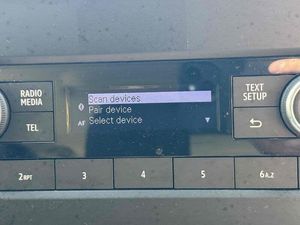 RADIO
MEDIA
TEL
Scan devices
Pair device
AF
Select device
TEXT
SETUP
2RPT
3
4
5
6A.Z